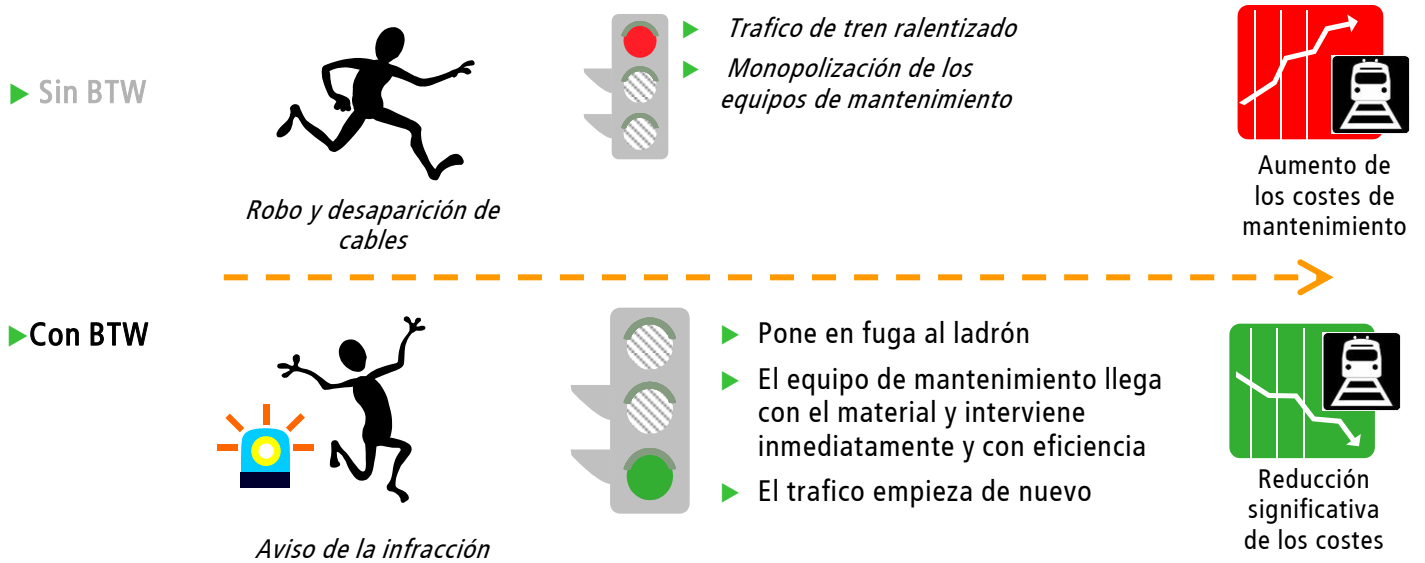 Sin BTW
Robo y desaparición de
cables
Trafico de tren ralentizado
Monopolización de los
equipos de mantenimiento
Aumento de
los costes de
mantenimiento
Con BTW
Aviso de la infracción
Pone en fuga al ladrón
El equipo de mantenimiento llega
con el material y interviene
inmediatamente y con eficiencia
El trafico empieza de nuevo
Reducción
significativa
de los costes